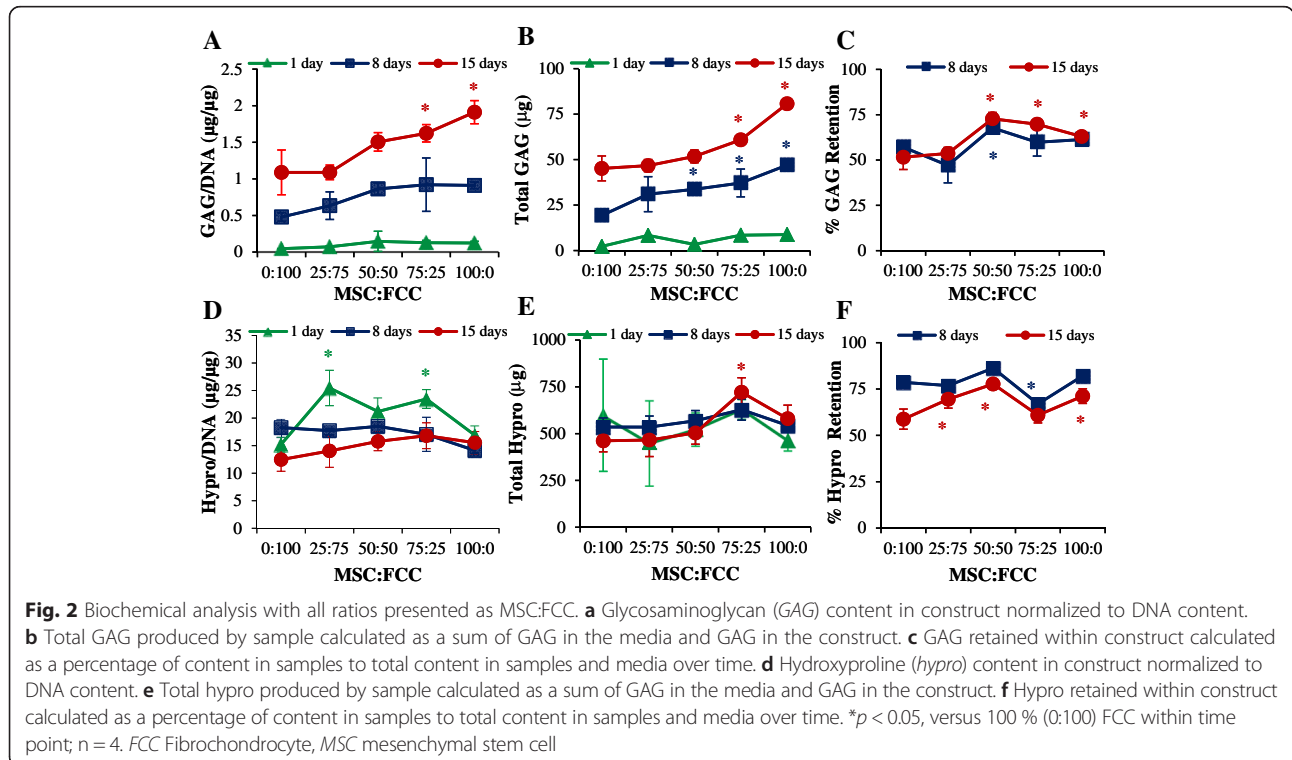 A
1 day 8 days 15 days
GAG/DNA (µg/µg)
2.5
2
1.5
1
0.5
0
* *
0:100 25:75 50:50 75:25 100:0
MSC:FCC
B
1 day 8 days 15 days
Total GAG (µg)
100
75
50
25
0
* *
* * *
0:100 25:75 50:50 75:25 100:0
MSC:FCC
C
8 days 15 days
% GAG Retention
100
75
50
25
0
* * *
*
0:100 25:75 50:50 75:25 100:0
MSC:FCC
D
1 day 8 days 15 days
Hypro/DNA (µg/µg)
35
30
25
20
15
10
5
0
* *
0:100 25:75 50:50 75:25 100:0
MSC:FCC
E
1 day 8 days 15 days
Total Hypro (µg)
1000
750
500
250
0
*
0:100 25:75 50:50 75:25 100:0
MSC:FCC
F
8 days 15 days
% Hypro Retention
100
75
50
25
0
*
* * *
0:100 25:75 50:50 75:25 100:0
MSC:FCC
Fig. 2 Biochemical analysis with all ratios presented as MSC:FCC. a Glycosaminoglycan (GAG) content in construct normalized to DNA content.
b Total GAG produced by sample calculated as a sum of GAG in the media and GAG in the construct. c GAG retained within construct calculated
as a percentage of content in samples to total content in samples and media over time. d Hydroxyproline (hypro) content in construct normalized to
DNA content. e Total hypro produced by sample calculated as a sum of GAG in the media and GAG in the construct. f Hypro retained within construct
calculated as a percentage of content in samples to total content in samples and media over time. *p < 0.05, versus 100 % (0:100) FCC within time
point; n = 4. FCC Fibrochondrocyte, MSC mesenchymal stem cell